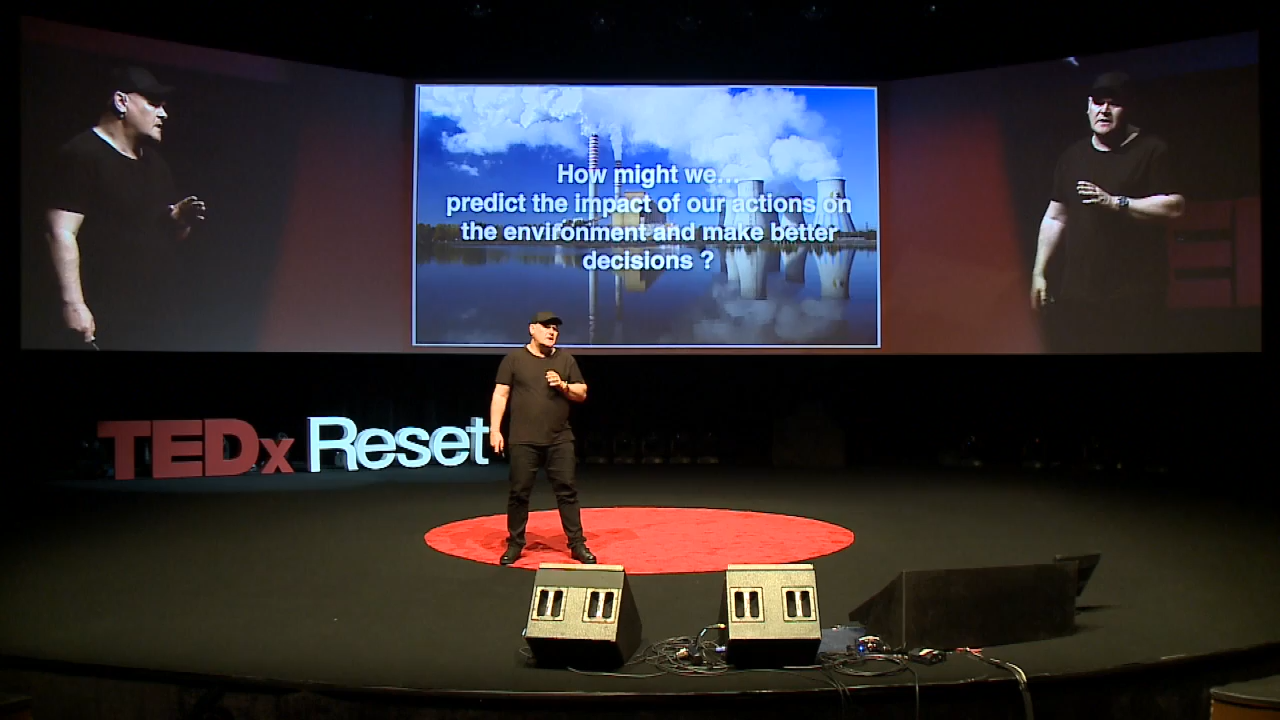 How might we...
predict the impact of our actions on
the environment and make better
decisions ?
TEDx Reset